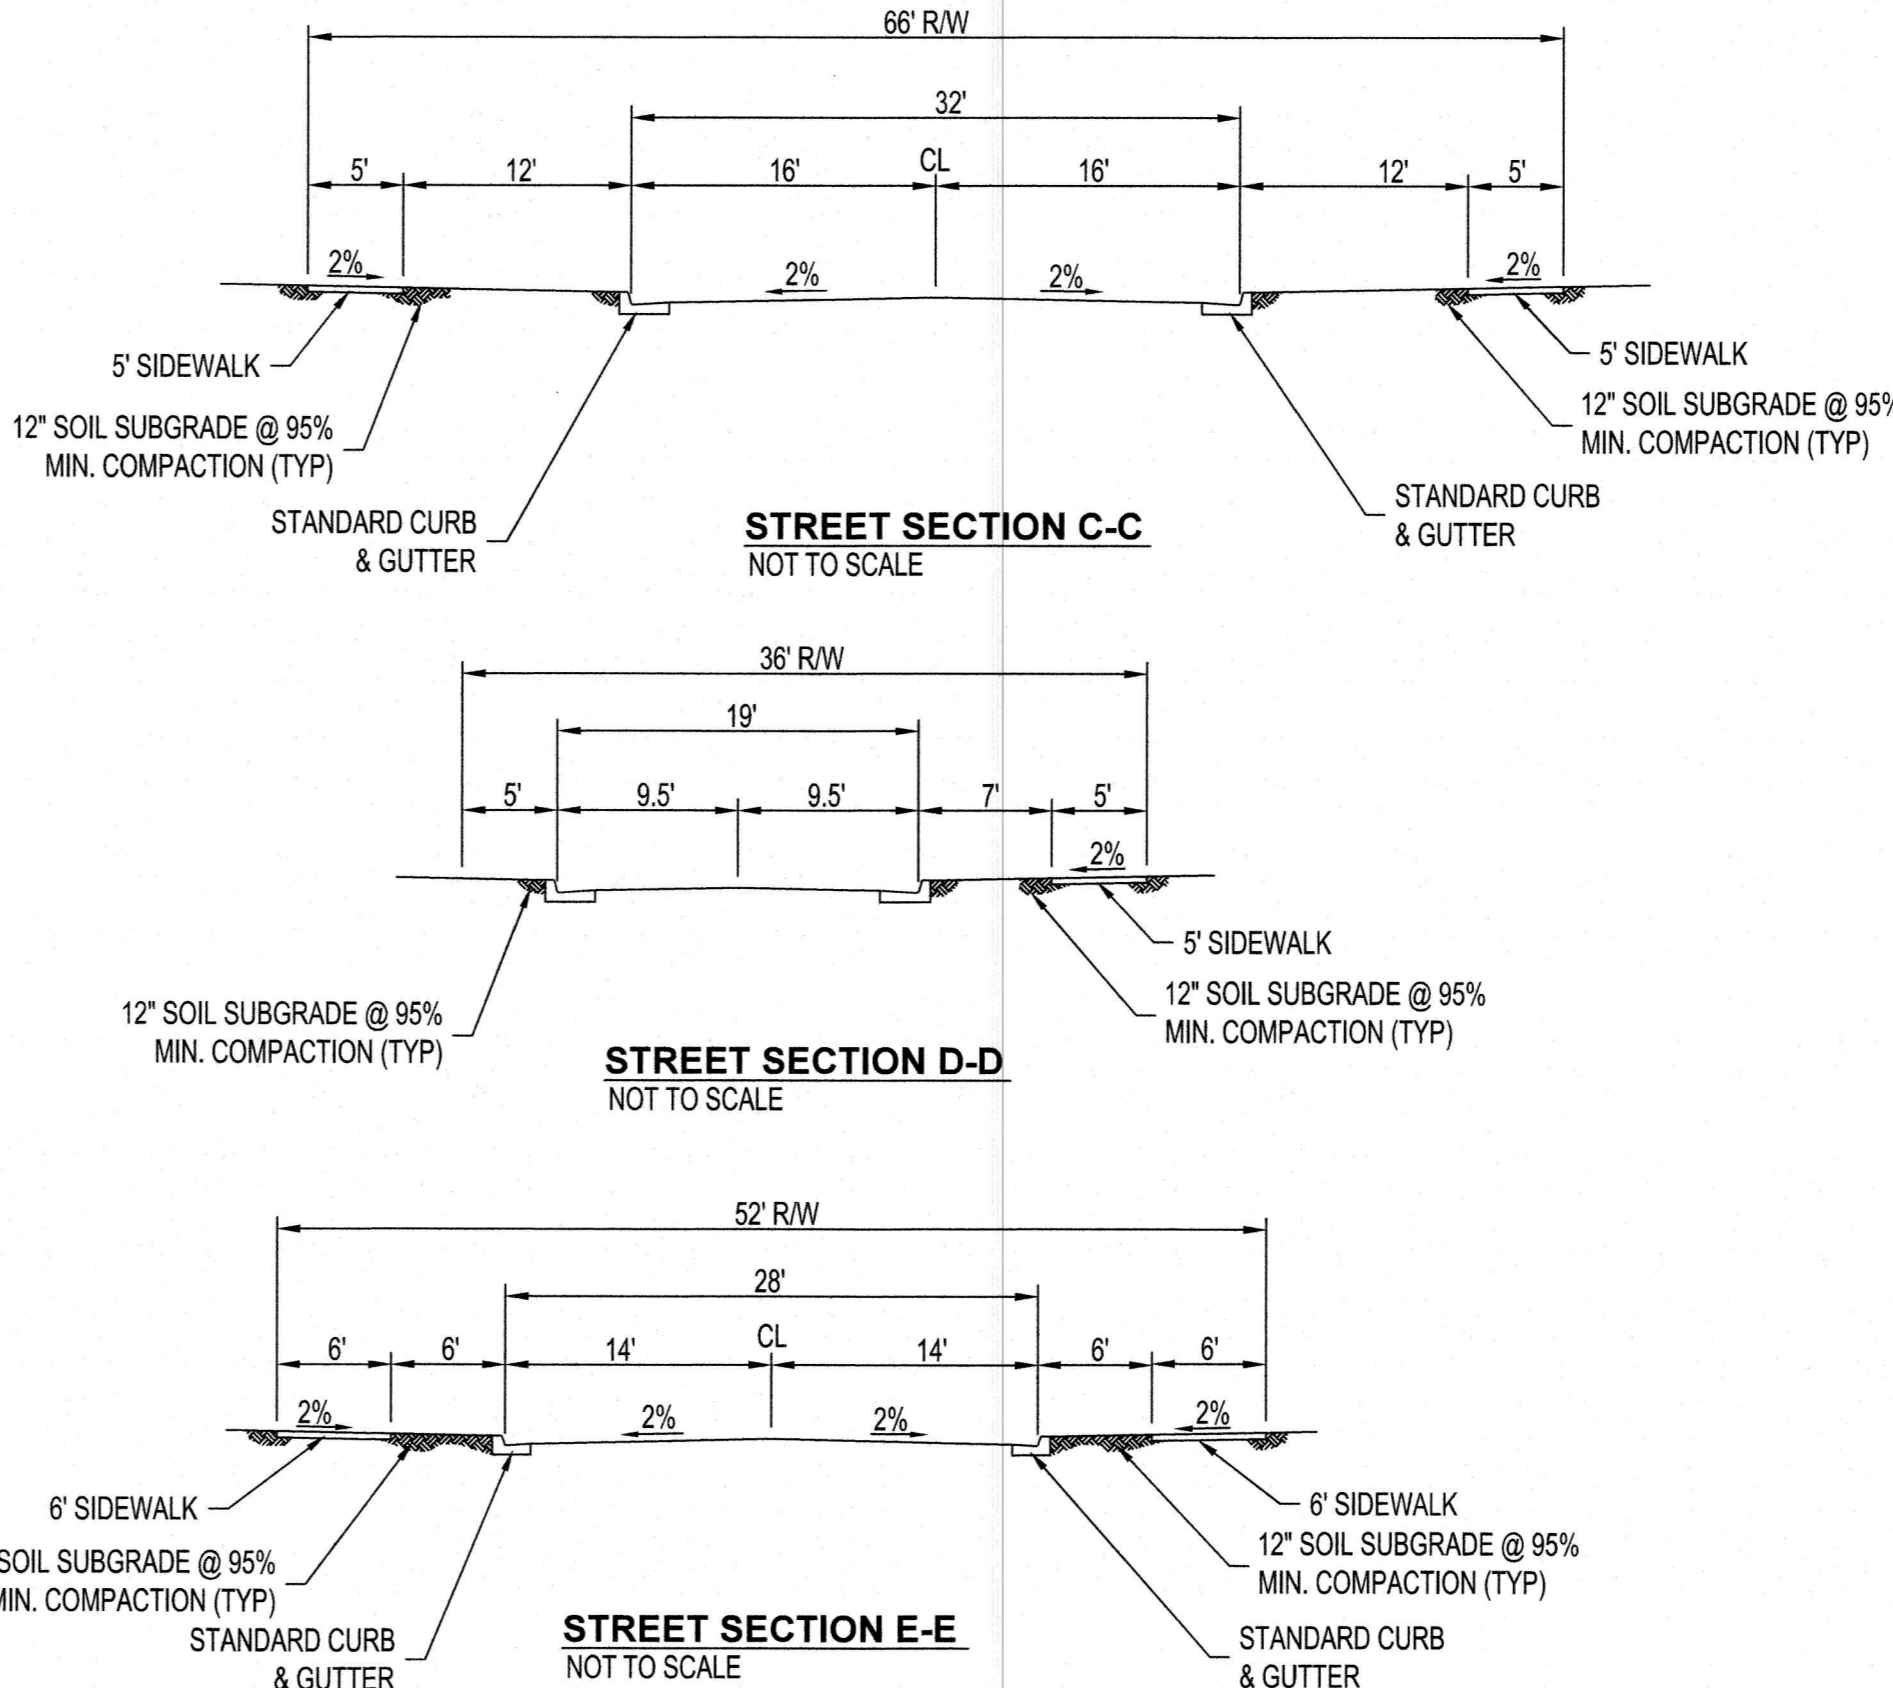 66' R/W
32'
5'
12'
16'
CL
16'
12'
5'
2%
2%
2%
2%
5' SIDEWALK
12" SOIL SUBGRADE @ 95%
MIN. COMPACTION (TYP)
STANDARD CURB
& GUTTER
5' SIDEWALK
12" SOIL SUBGRADE @ 95%
MIN. COMPACTION (TYP)
STANDARD CURB
& GUTTER
STREET SECTION C-C
NOT TO SCALE
36' R/W
19'
5'
9.5'
9.5'
7'
5'
2%
5' SIDEWALK
12" SOIL SUBGRADE @ 95%
MIN. COMPACTION (TYP)
12" SOIL SUBGRADE @ 95%
MIN. COMPACTION (TYP)
STREET SECTION D-D
NOT TO SCALE
52' R/W
28'
6'
6'
14'
CL
14'
6'
6'
2%
2%
2%
2%
6' SIDEWALK
SOIL SUBGRADE @ 95%
MIN. COMPACTION (TYP)
STANDARD CURB
& GUTTER
6' SIDEWALK
12" SOIL SUBGRADE @ 95%
MIN. COMPACTION (TYP)
STANDARD CURB
& GUTTER
STREET SECTION E-E
NOT TO SCALE